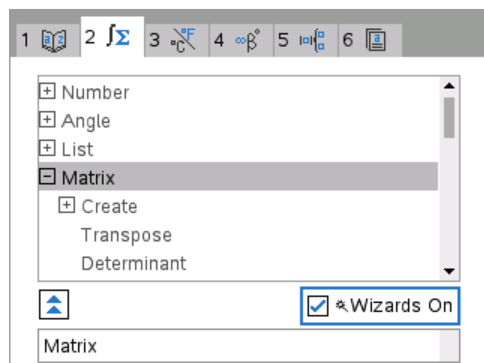 1 2 ∫Σ 3 °C°F 4 ∞β° 5 6
Number
Angle
List
Matrix
Create
Transpose
Determinant
Wizards On
Matrix